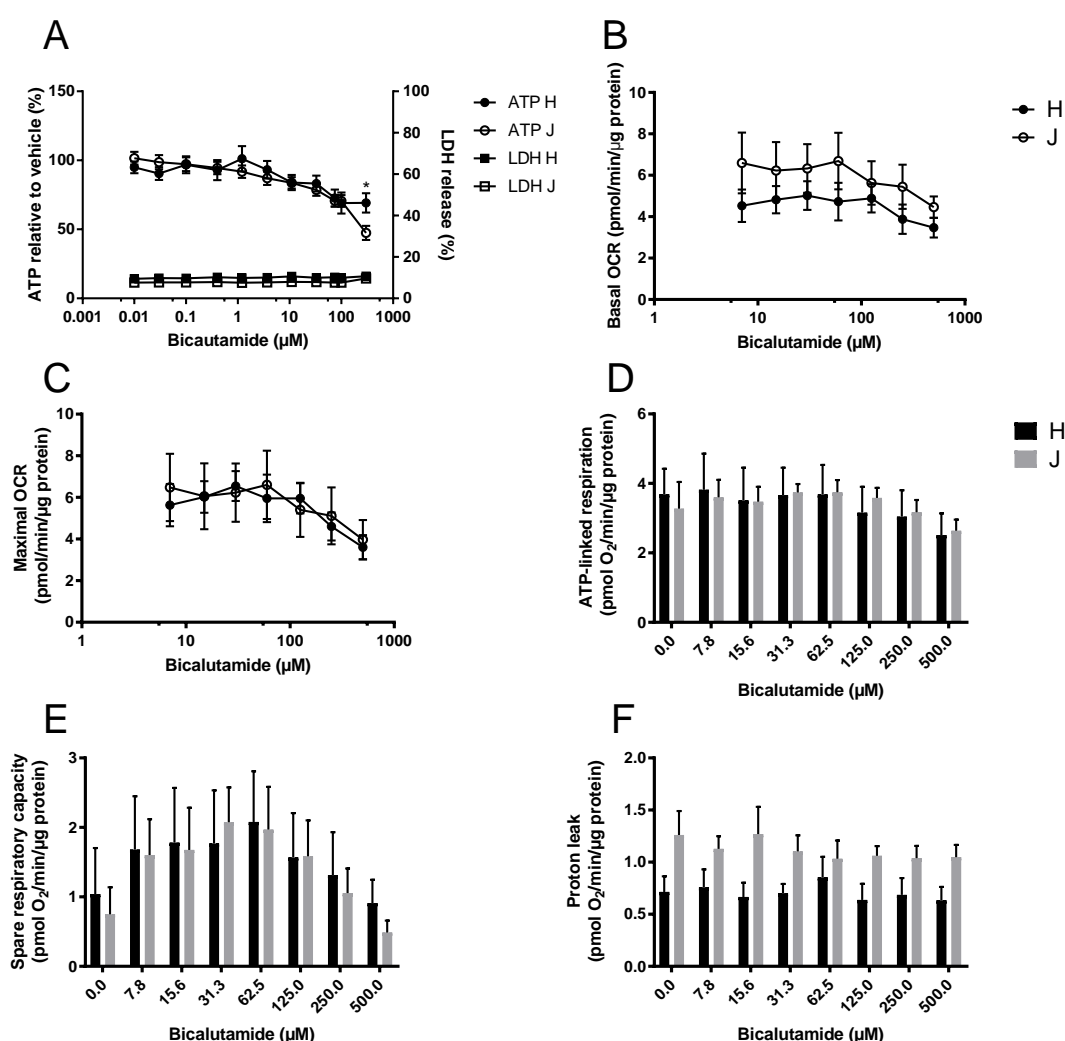 A
ATP relative to vehicle (%)
150
100
50
0
0.001 0.01 0.1 1 10 100 1000
Bicautamide (µM)
100
80
60
40
20
0
LDH release (%)
*
ATP H
ATP J
LDH H
LDH J
B
Basal OCR (pmol/min/µg protein)
10
8
6
4
2
0
1 10 100 1000
Bicalutamide (µM)
H
J
C
Maximal OCR
(pmol/min/µg protein)
10
8
6
4
2
0
1 10 100 1000
Bicalutamide (µM)
D
ATP-linked respiration
(pmol O2/min/µg protein)
6
4
2
0
0.0 7.8 15.6 31.3 62.5 125.0 250.0 500.0
Bicalutamide (µM)
H
J
E
Spare respiratory capacity
(pmol O2/min/µg protein)
3
2
1
0
0.0 7.8 15.6 31.3 62.5 125.0 250.0 500.0
Bicalutamide (µM)
F
Proton leak
(pmol O2/min/µg protein)
2.0
1.5
1.0
0.5
0.0
0.0 7.8 15.6 31.3 62.5 125.0 250.0 500.0
Bicalutamide (µM)